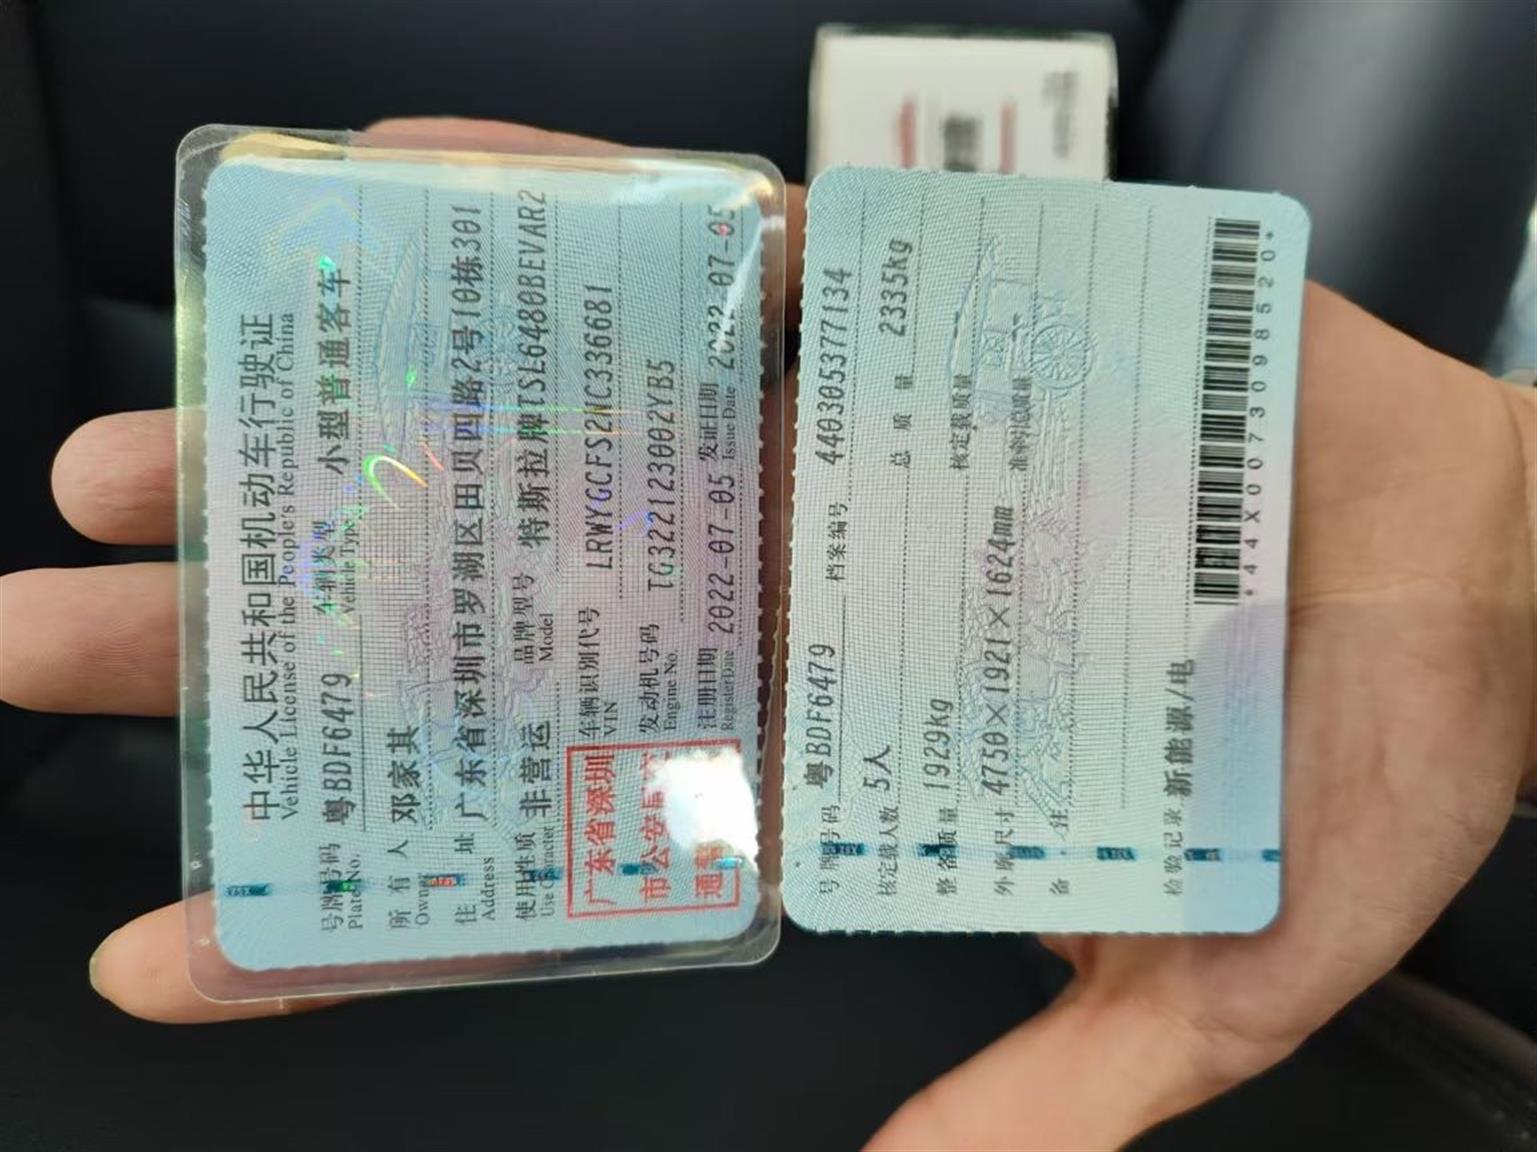 中华人民共和国机动车行驶证
Vehicle License of the People's Republic of China
号牌号码 粤BDF6479 车辆类型 小型普通客车
Plate No. Vehicle Type
所有人 邓家其
Owner
住址 广东省深圳市罗湖区田贝四路2号10栋301
Address
使用性质 非营运 品牌型号 特斯拉牌TSL6480BEVAR2
Use Character Model
广东省深圳
市公安局交
通警
车辆识别代号 LRWYGCFS2NC336681
VIN
发动机号码 TG322123002YB5
Engine No.
注册日期 2022-07-05 发证日期 2022-07-05
Register Date Issue Date
号牌号码 粤BDF6479 档案编号 440305377134
核定载人数 5人 总质量 2335kg
整备质量 1929kg 核定载质量
外廓尺寸 4750×1921×1624mm 准牵引总质量
备注
检验记录 新能源/电
*44X0073098520*